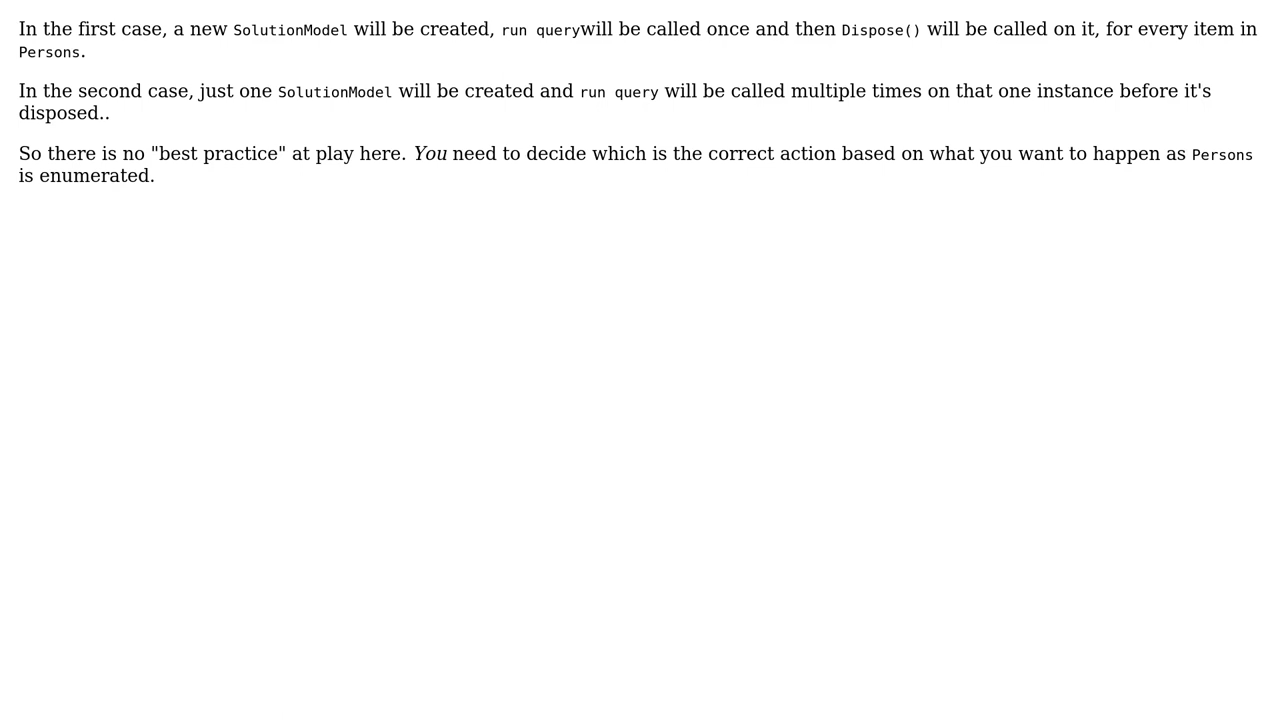 In the first case, a new SolutionModel will be created, run querywill be called once and then Dispose() will be called on it, for every item in
Persons.
In the second case, just one SolutionModel will be created and run query will be called multiple times on that one instance before it's
disposed..
So there is no "best practice" at play here. You need to decide which is the correct action based on what you want to happen as Persons
is enumerated.